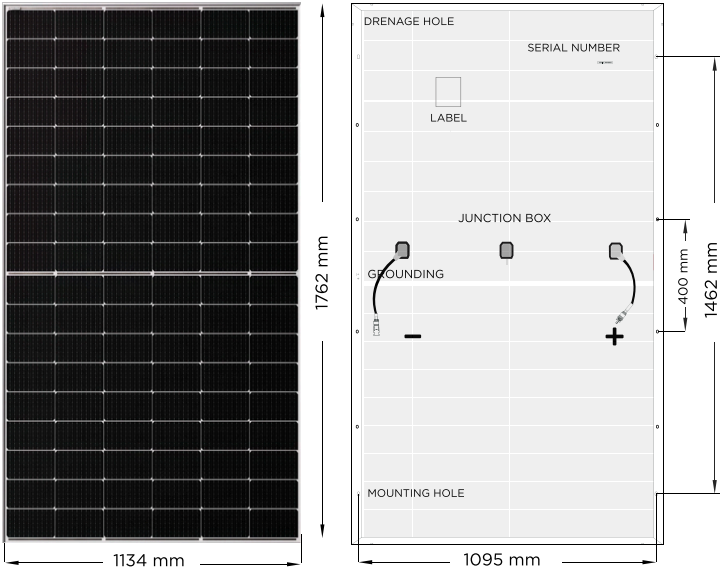 DRENAGE HOLE
SERIAL NUMBER
LABEL
JUNCTION BOX
GROUNDING
−
+
MOUNTING HOLE
1762 mm
400 mm
1462 mm
1134 mm
1095 mm